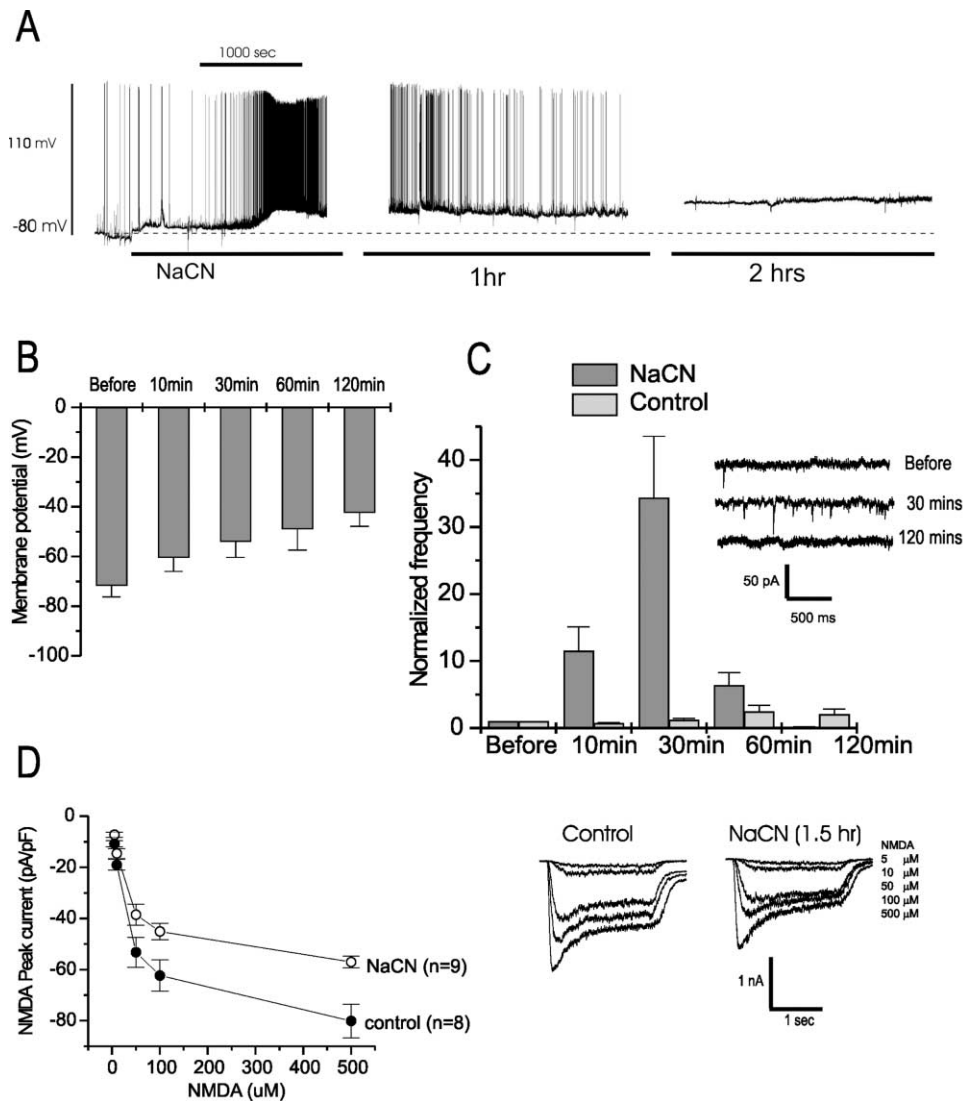 A
1000 sec
110 mV
-80 mV
NaCN
1hr
2 hrs
B
Before 10min 30min 60min 120min
0
-20
-40
-60
-80
-100
Membrane potential (mV)
C
NaCN
Control
40
30
20
10
0
Normalized frequency
Before 10min 30min 60min 120min
Before
30 mins
120 mins
50 pA
500 ms
D
0
-20
-40
-60
-80
NMDA Peak current (pA/pF)
NaCN (n=9)
control (n=8)
0 100 200 300 400 500
NMDA (uM)
Control
NaCN (1.5 hr)
NMDA
5 µM
10 µM
50 µM
100 µM
500 µM
1 nA
1 sec